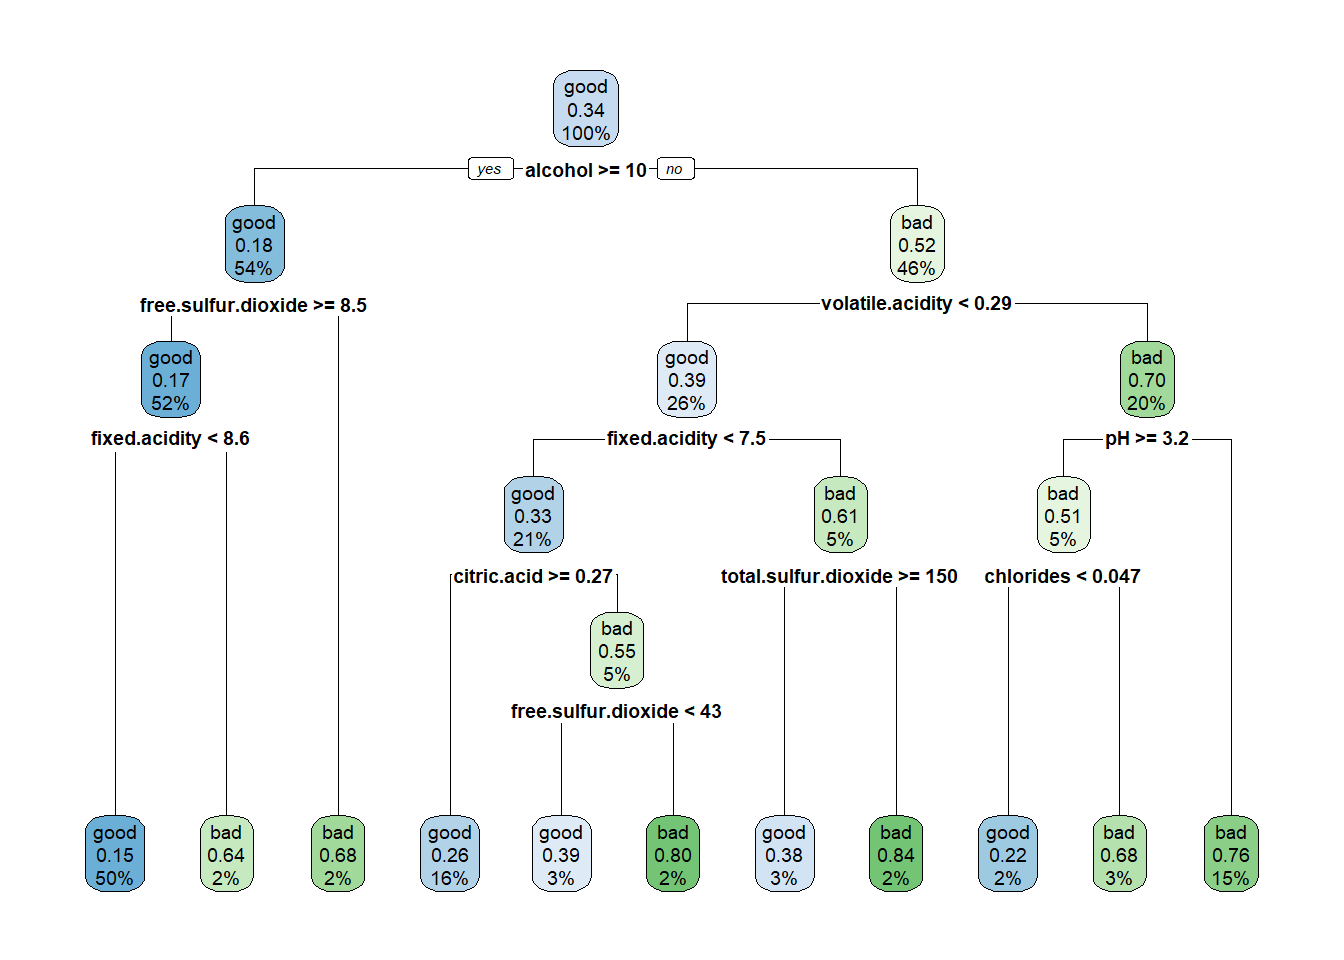 good
0.34
100%
yes
alcohol >= 10
no
good
0.18
54%
bad
0.52
46%
free.sulfur.dioxide >= 8.5
volatile.acidity < 0.29
good
0.17
52%
good
0.39
26%
bad
0.70
20%
fixed.acidity < 8.6
fixed.acidity < 7.5
pH >= 3.2
good
0.33
21%
bad
0.61
5%
bad
0.51
5%
citric.acid >= 0.27
total.sulfur.dioxide >= 150
chlorides < 0.047
bad
0.55
5%
free.sulfur.dioxide < 43
good
0.15
50%
bad
0.64
2%
bad
0.68
2%
good
0.26
16%
good
0.39
3%
bad
0.80
2%
good
0.38
3%
bad
0.84
2%
good
0.22
2%
bad
0.68
3%
bad
0.76
15%